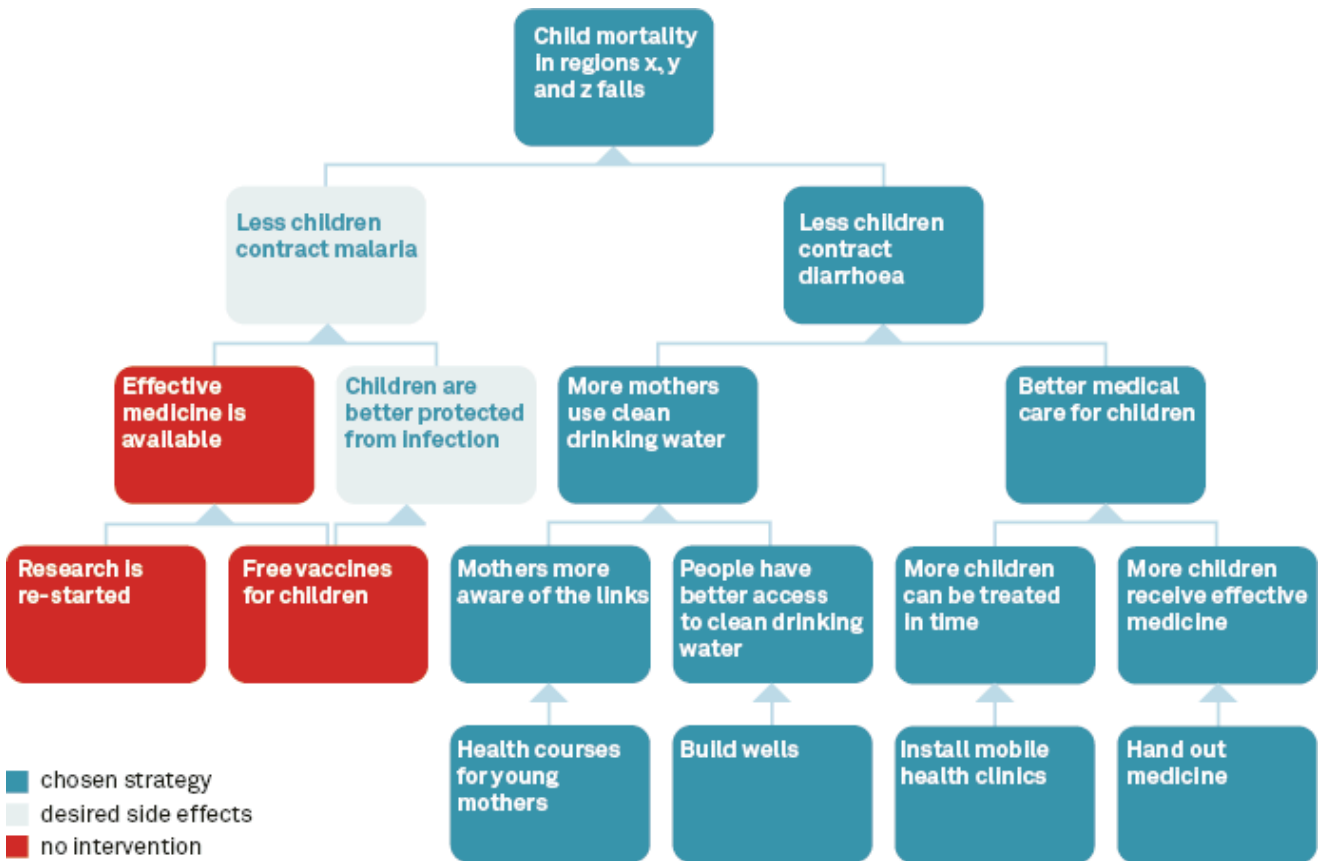 Child mortality
in regions x, y
and z falls
Less children
contract malaria
Less children
contract
diarrhoea
Effective
medicine is
available
Children are
better protected
from infection
More mothers
use clean
drinking water
Better medical
care for children
Research is
re-started
Free vaccines
for children
Mothers more
aware of the links
People have
better access
to clean drinking
water
More children
can be treated
in time
More children
receive effective
medicine
Health courses
for young
mothers
Build wells
Install mobile
health clinics
Hand out
medicine
chosen strategy
desired side effects
no intervention